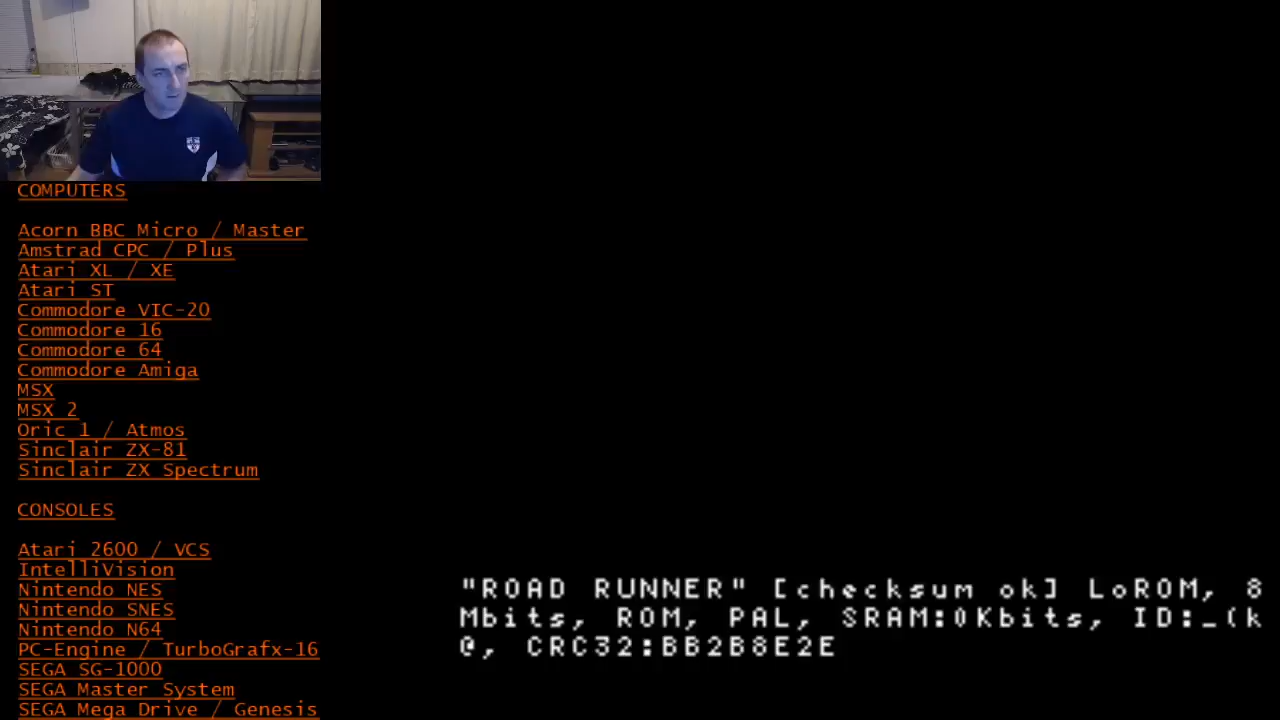 COMPUTERS
Acorn BBC Micro / Master
Amstrad CPC / Plus
Atari XL / XE
Atari ST
Commodore VIC-20
Commodore 16
Commodore 64
Commodore Amiga
MSX
MSX 2
Oric 1 / Atmos
Sinclair ZX-81
Sinclair ZX Spectrum
CONSOLES
Atari 2600 / VCS
IntelliVision
Nintendo NES
Nintendo SNES
Nintendo N64
PC-Engine / TurboGrafx-16
SEGA SG-1000
SEGA Master System
SEGA Mega Drive / Genesis
"ROAD RUNNER" [checksum ok] LoROM, 8
Mbits, ROM, PAL, SRAM:0Kbits, ID:_(k
@, CRC32:BB2B8E2E